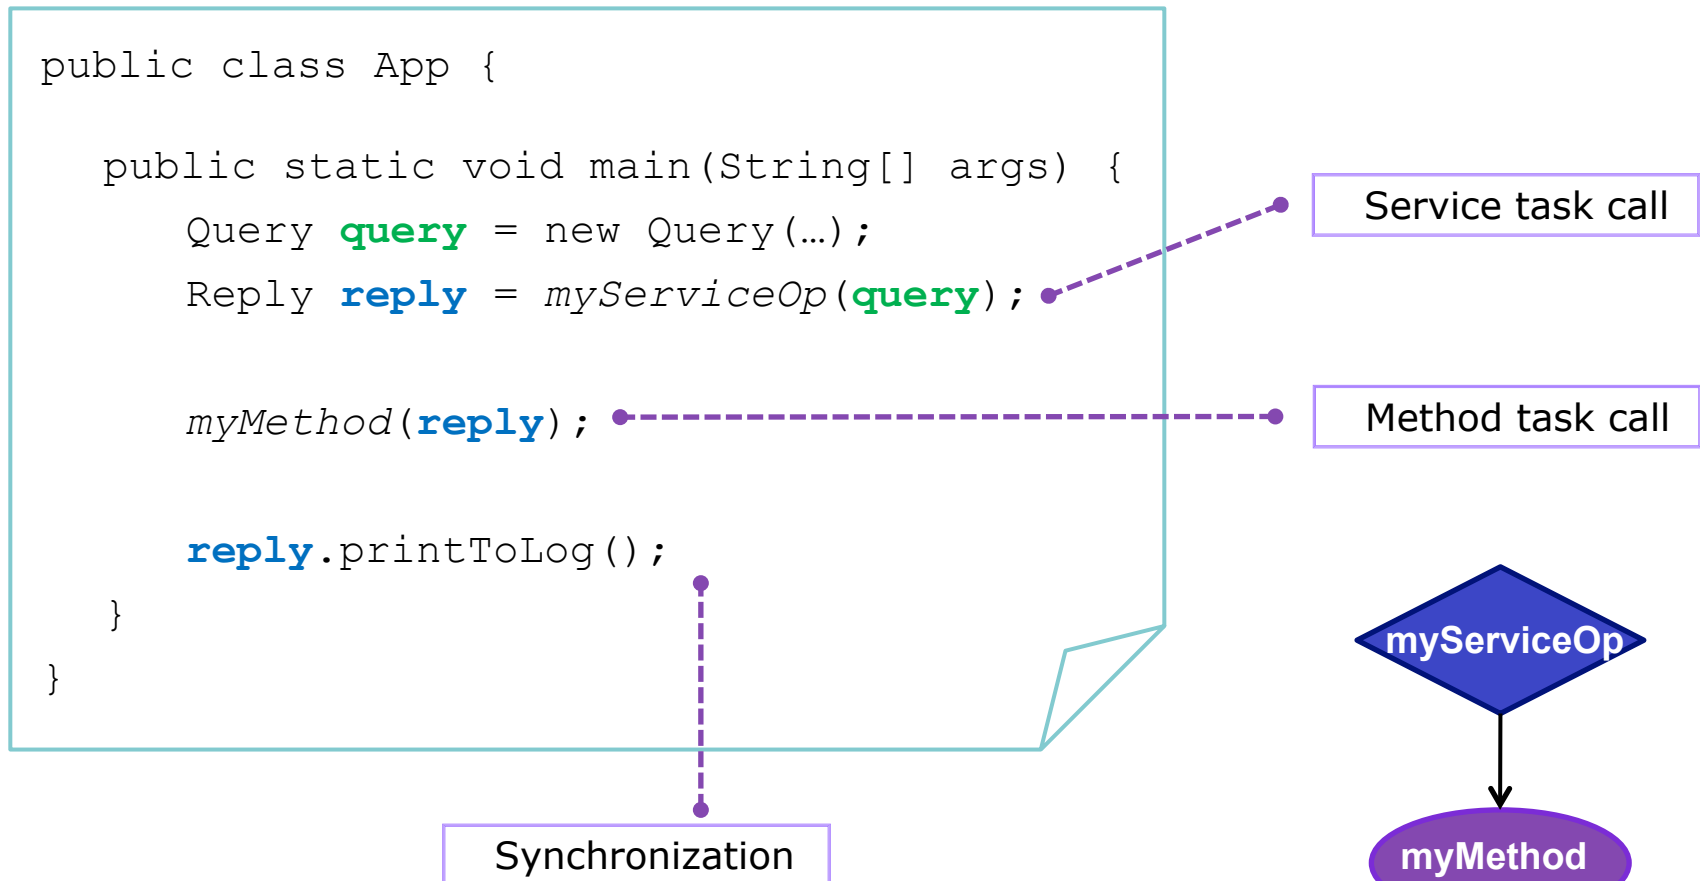 public class App {
public static void main(String[] args) {
Query query = new Query(…);
Reply reply = myServiceOp(query);
myMethod(reply);
reply.printToLog();
}
}
Service task call
Method task call
Synchronization
myServiceOp
myMethod